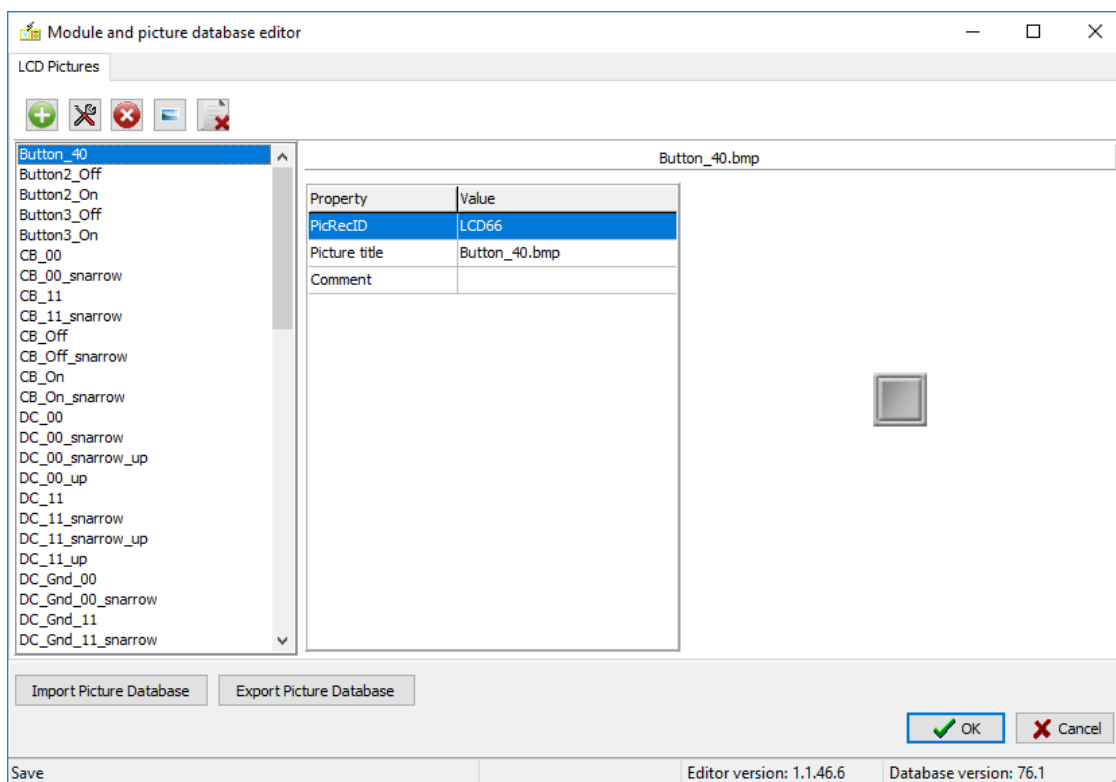 Module and picture database editor
LCD Pictures
Button_40
Button2_Off
Button2_On
Button3_Off
Button3_On
CB_00
CB_00_snarrow
CB_11
CB_11_snarrow
CB_Off
CB_Off_snarrow
CB_On
CB_On_snarrow
DC_00
DC_00_snarrow
DC_00_snarrow_up
DC_00_up
DC_11
DC_11_snarrow
DC_11_snarrow_up
DC_11_up
DC_Gnd_00
DC_Gnd_00_snarrow
DC_Gnd_11
DC_Gnd_11_snarrow
Button_40.bmp
Property Value
PicRecID LCD66
Picture title Button_40.bmp
Comment
Import Picture Database Export Picture Database
OK Cancel
Save Editor version: 1.1.46.6 Database version: 76.1